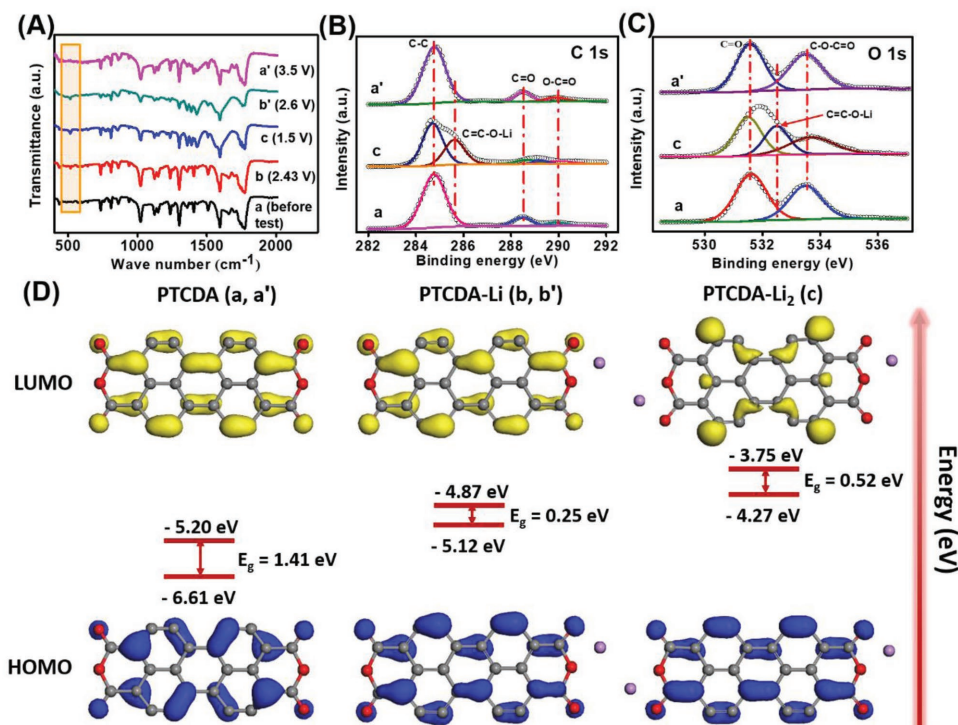 (A)
Transmittance (a.u.)
a' (3.5 V)
b' (2.6 V)
c (1.5 V)
b (2.43 V)
a (before
test)
400 500 1000 1500 2000
Wave number (cm-1)
(B)
C 1s
C-C
a'
C=O
O-C=O
C=C-O-Li
c
a
Intensity (a.u.)
282 284 286 288 290 292
Binding energy (eV)
(C)
O 1s
C=O
C-O-C=O
a'
C=C-O-Li
c
a
Intensity (a.u.)
530 532 534 536
Binding energy (eV)
(D)
PTCDA (a, a')
PTCDA-Li (b, b')
PTCDA-Li2 (c)
LUMO
- 3.75 eV
Eg = 0.52 eV
- 4.27 eV
- 4.87 eV
Eg = 0.25 eV
- 5.12 eV
- 5.20 eV
Eg = 1.41 eV
- 6.61 eV
HOMO
Energy (eV)